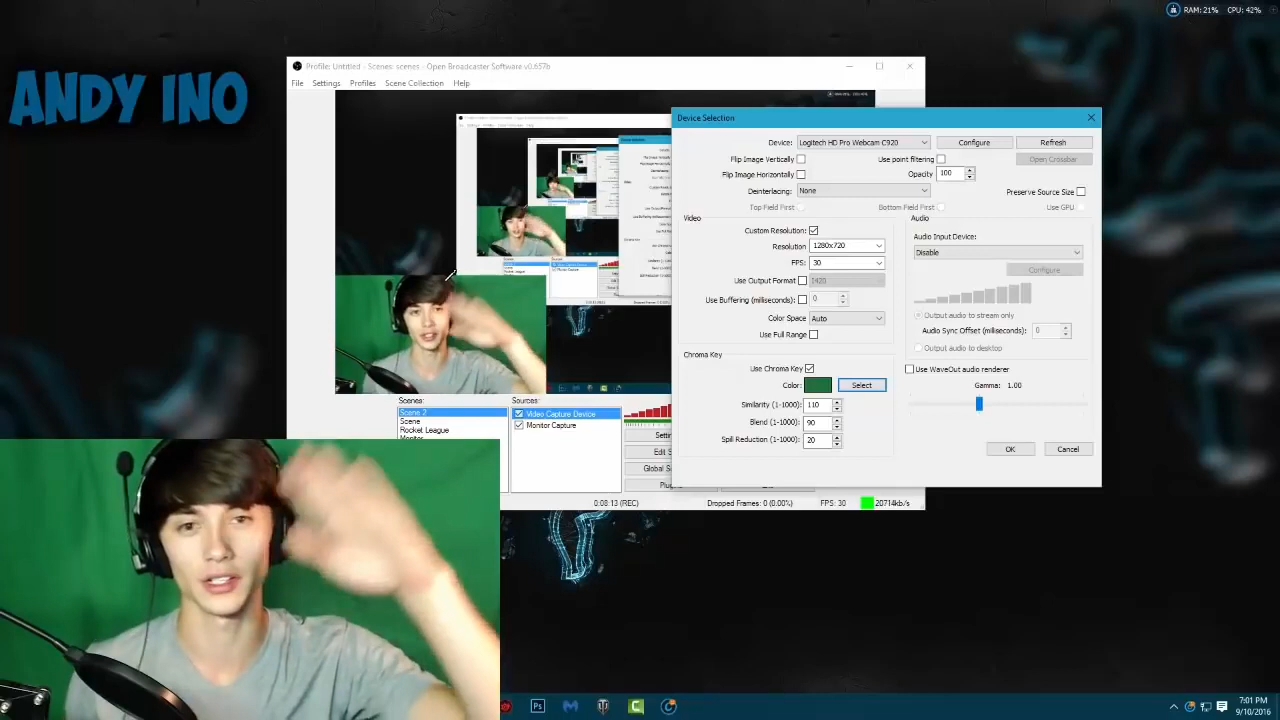 RAM: 21% CPU: 42%
ANDY INO
Profile: Untitled - Scenes: scenes - Open Broadcaster Software v0.657b
File Settings Profiles Scene Collection Help
Device Selection
Device: Logitech HD Pro Webcam C920 Configure Refresh
Flip Image Vertically Use point filtering Open Crossbar
Flip Image Horizontally Opacity 100
Deinterlacing: None Preserve Source Size
Top Field First Bottom Field First Use GPU
Video Audio
Custom Resolution: Audio Input Device:
Resolution 1280x720 Disable
FPS: 30 Configure
Use Output Format I420
Use Buffering (milliseconds): 0
Color Space Auto Output audio to stream only
Use Full Range Audio Sync Offset (milliseconds): 0
Output audio to desktop
Chroma Key
Use Chroma Key Use WaveOut audio renderer
Color: Select Gamma: 1.00
Similarity (1-1000): 110
Blend (1-1000): 90
Spill Reduction (1-1000): 20
OK Cancel
Scenes: Sources:
Scene 2 Video Capture Device
Scene Monitor Capture
Rocket League
Setti
Edit S
Global S
Plug
0:08:13 (REC) Dropped Frames: 0 (0.00%) FPS: 30 20714kb/s
Ps
7:01 PM
9/10/2016